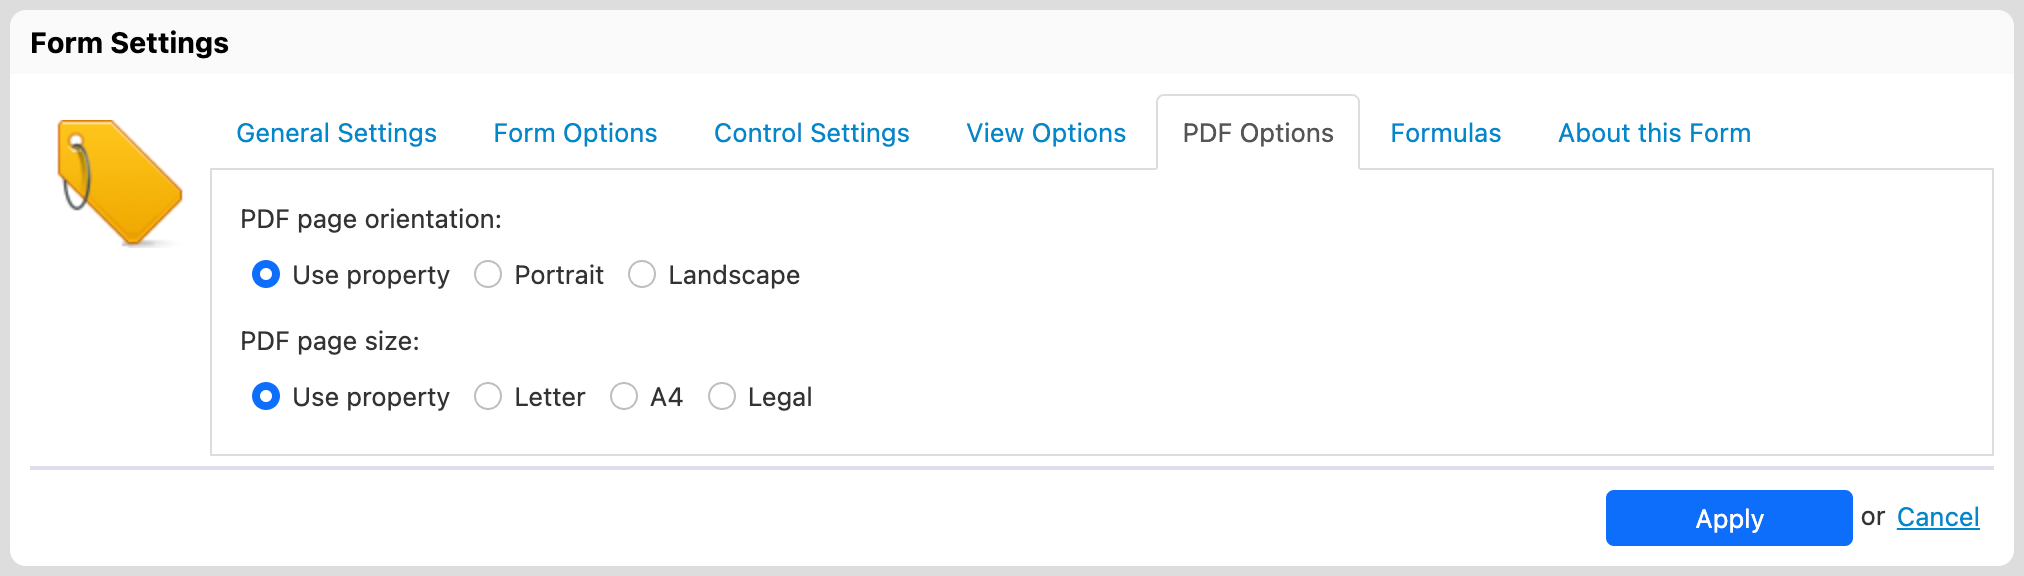 Form Settings
General Settings Form Options Control Settings View Options PDF Options Formulas About this Form
PDF page orientation:
Use property Portrait Landscape
PDF page size:
Use property Letter A4 Legal
Apply or Cancel